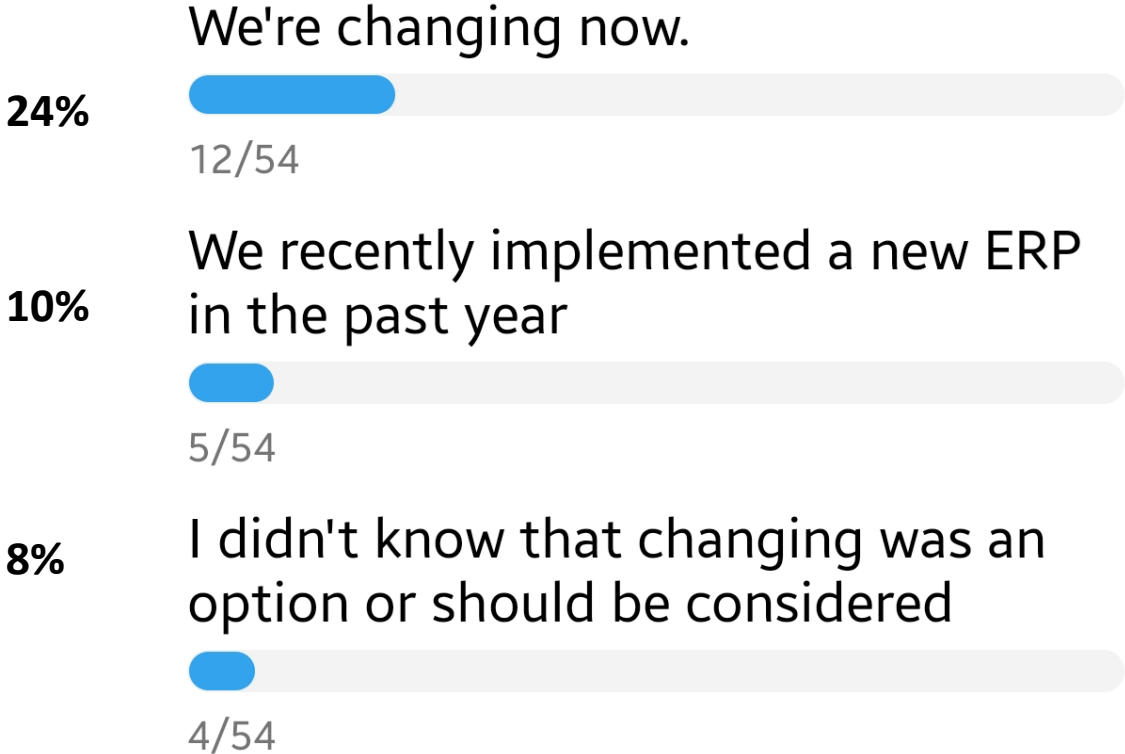 We're changing now.
24%
12/54
We recently implemented a new ERP
10%
in the past year
5/54
I didn't know that changing was an
8%
option or should be considered
4/54